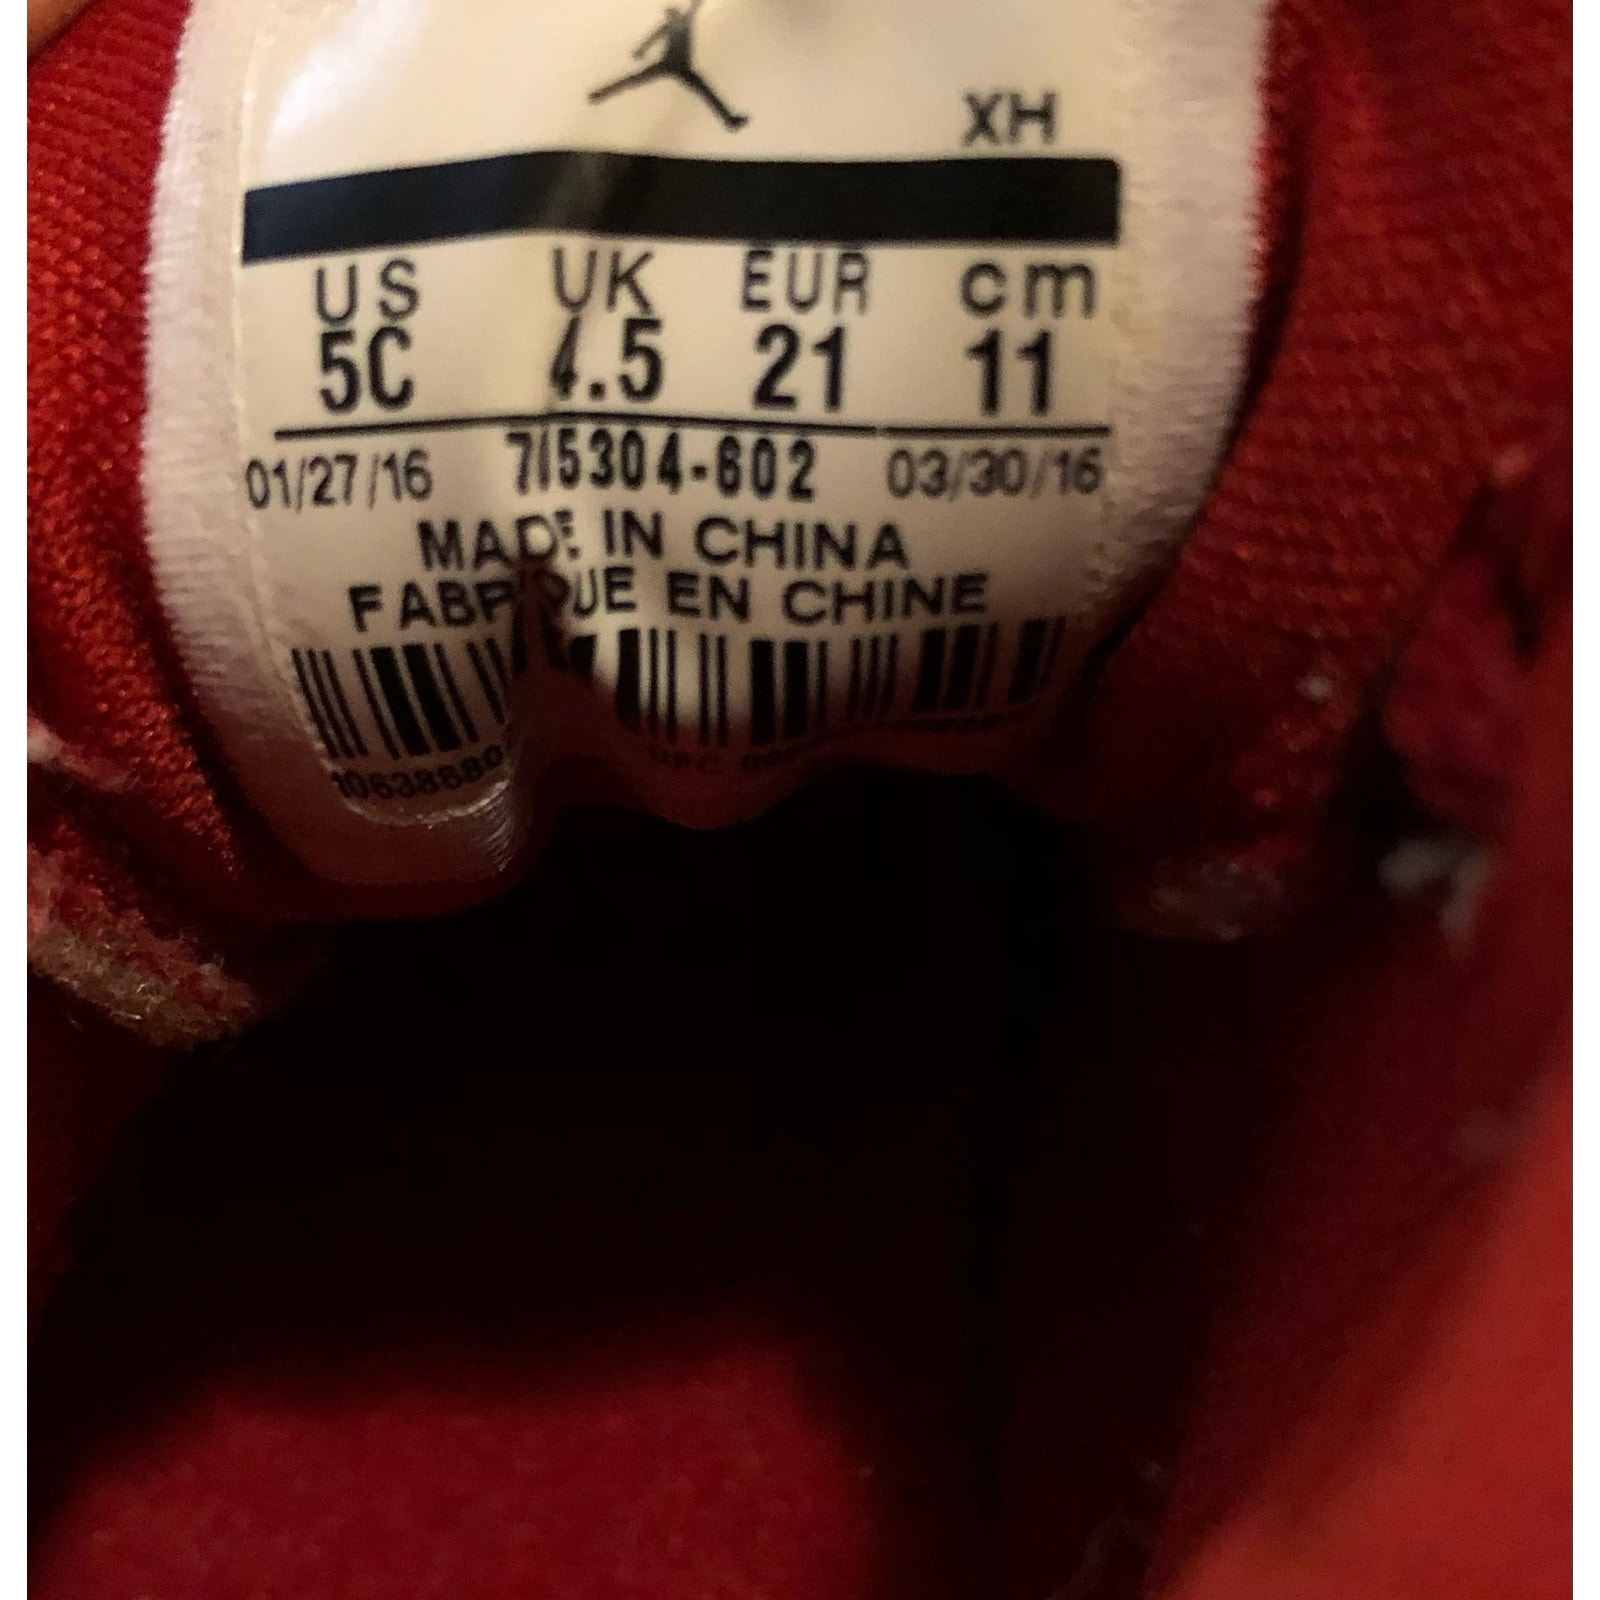 XH
US UK EUR cm
5C 4.5 21 11
01/27/16 715304-602 03/30/16
MADE IN CHINA
FABRIQUE EN CHINE
UPC